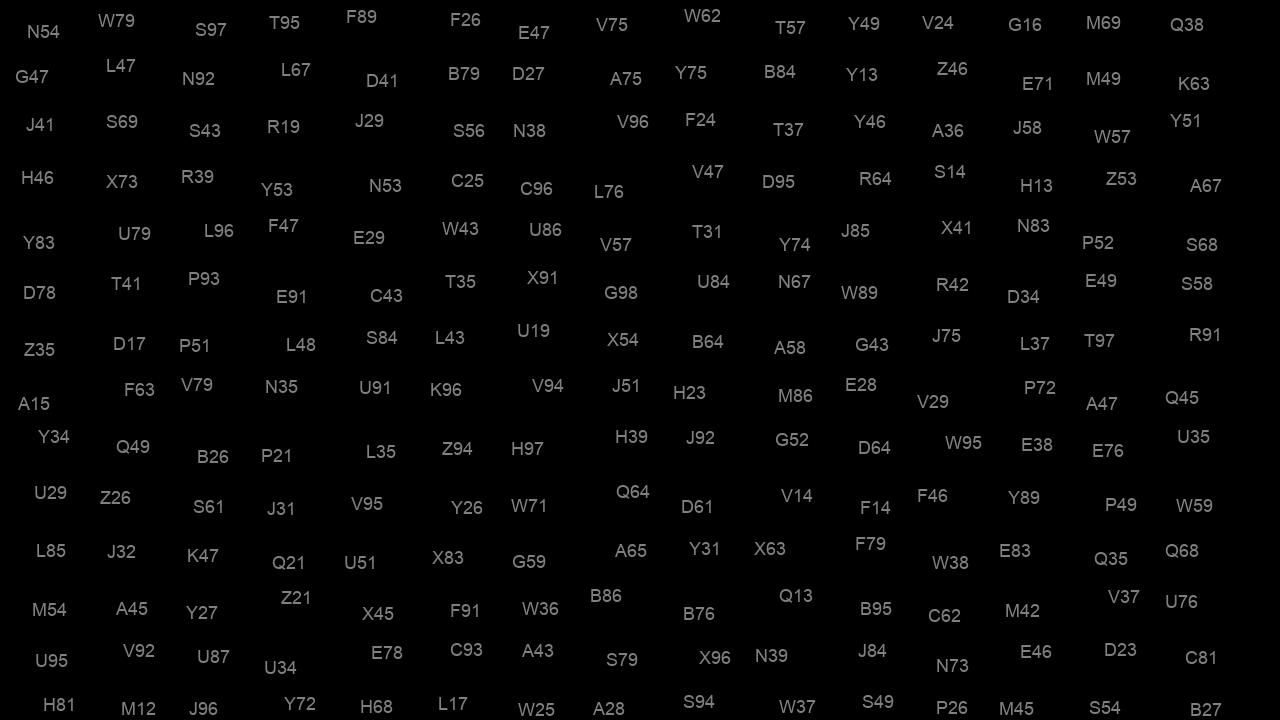 N54 W79 S97 T95 F89 F26 E47 V75 W62 T57 Y49 V24 G16 M69 Q38
G47 L47 N92 L67 D41 B79 D27 A75 Y75 B84 Y13 Z46 E71 M49 K63
J41 S69 S43 R19 J29 S56 N38 V96 F24 T37 Y46 A36 J58 W57 Y51
H46 X73 R39 Y53 N53 C25 C96 L76 V47 D95 R64 S14 H13 Z53 A67
Y83 U79 L96 F47 E29 W43 U86 V57 T31 Y74 J85 X41 N83 P52 S68
D78 T41 P93 E91 C43 T35 X91 G98 U84 N67 W89 R42 D34 E49 S58
Z35 D17 P51 L48 S84 L43 U19 X54 B64 A58 G43 J75 L37 T97 R91
A15 F63 V79 N35 U91 K96 V94 J51 H23 M86 E28 V29 P72 A47 Q45
Y34 Q49 B26 P21 L35 Z94 H97 H39 J92 G52 D64 W95 E38 E76 U35
U29 Z26 S61 J31 V95 Y26 W71 Q64 D61 V14 F14 F46 Y89 P49 W59
L85 J32 K47 Q21 U51 X83 G59 A65 Y31 X63 F79 W38 E83 Q35 Q68
M54 A45 Y27 Z21 X45 F91 W36 B86 B76 Q13 B95 C62 M42 V37 U76
U95 V92 U87 U34 E78 C93 A43 S79 X96 N39 J84 N73 E46 D23 C81
H81 M12 J96 Y72 H68 L17 W25 A28 S94 W37 S49 P26 M45 S54 B27